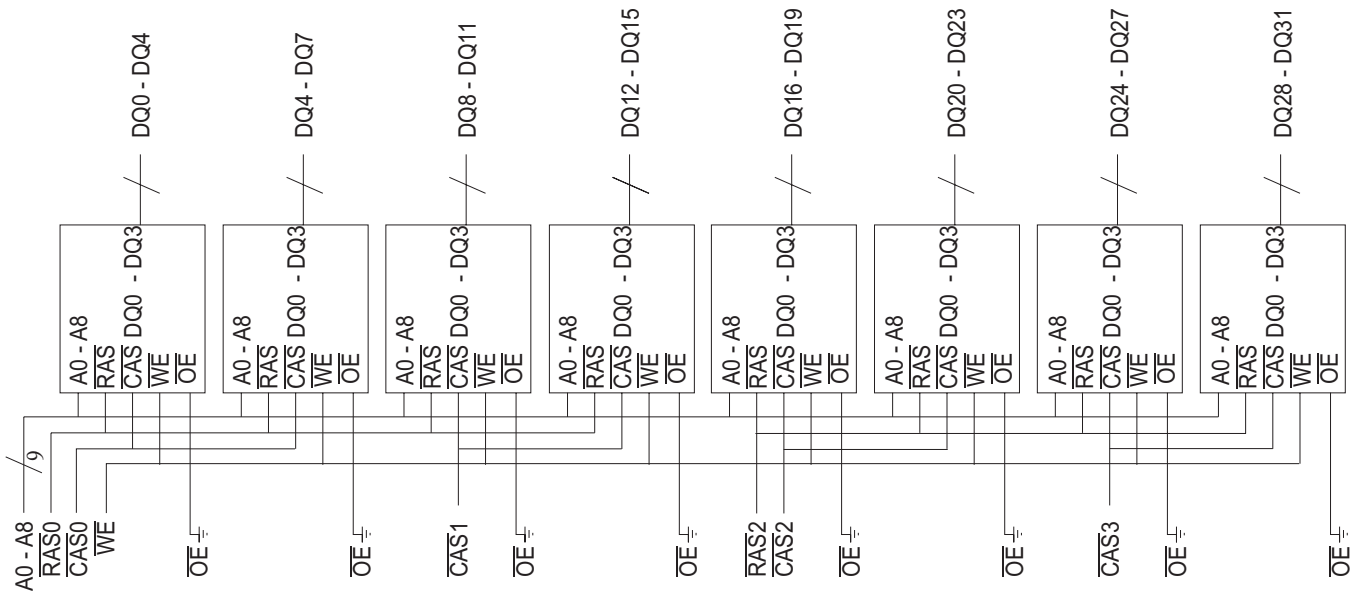 A0 - A8
9
RAS0
CAS0
WE
A0 - A8
RAS
CAS DQ0 - DQ3
WE
OE
DQ0 - DQ4
OE
A0 - A8
RAS
CAS DQ0 - DQ3
WE
OE
DQ4 - DQ7
OE
A0 - A8
RAS
CAS DQ0 - DQ3
WE
OE
DQ8 - DQ11
CAS1
OE
A0 - A8
RAS
CAS DQ0 - DQ3
WE
OE
DQ12 - DQ15
OE
A0 - A8
RAS
CAS DQ0 - DQ3
WE
OE
DQ16 - DQ19
RAS2
CAS2
OE
A0 - A8
RAS
CAS DQ0 - DQ3
WE
OE
DQ20 - DQ23
OE
A0 - A8
RAS
CAS DQ0 - DQ3
WE
OE
DQ24 - DQ27
CAS3
OE
A0 - A8
RAS
CAS DQ0 - DQ3
WE
OE
DQ28 - DQ31
OE